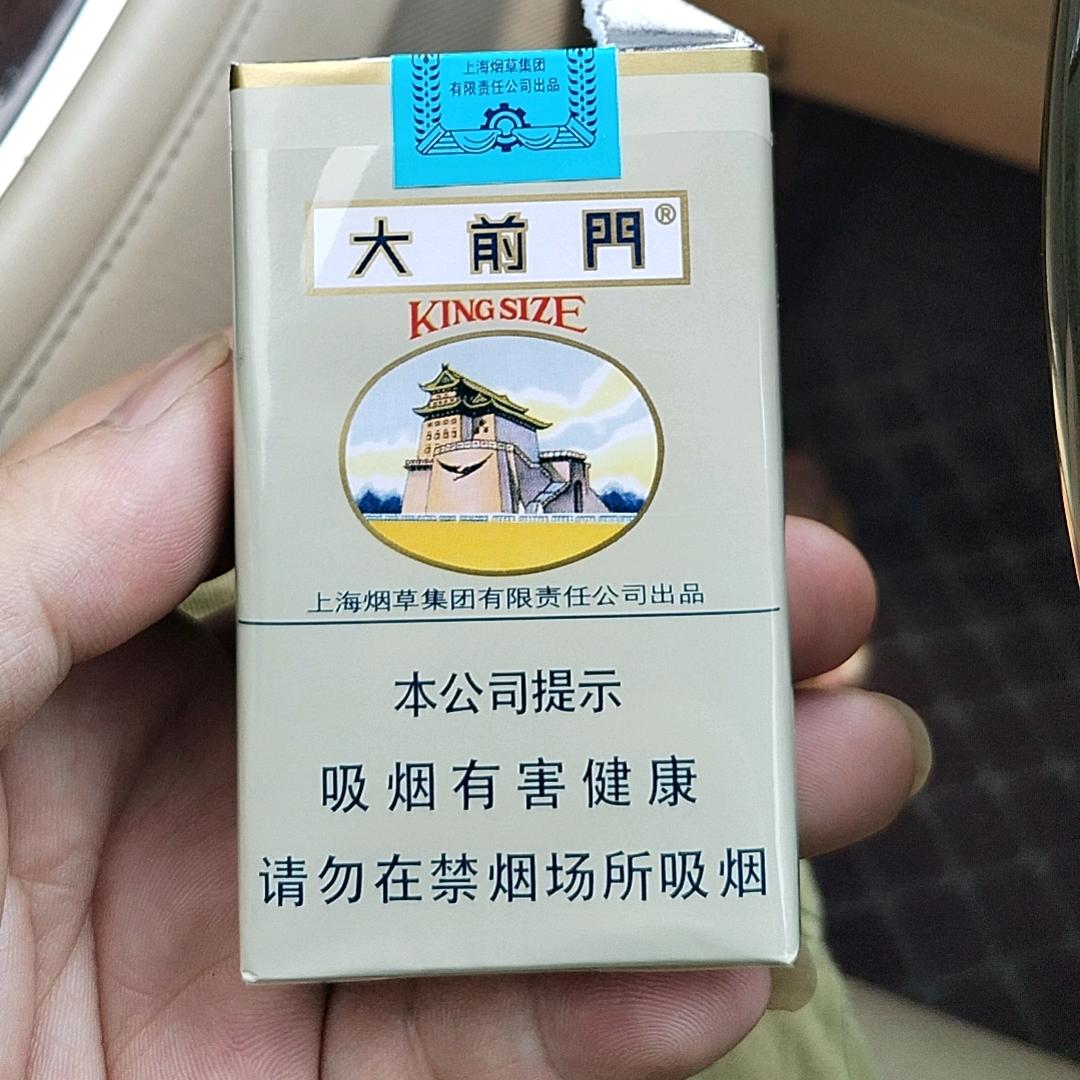 上海烟草集团
有限责任公司出品
大前門®
KING SIZE
上海烟草集团有限责任公司出品
本公司提示
吸烟有害健康
请勿在禁烟场所吸烟